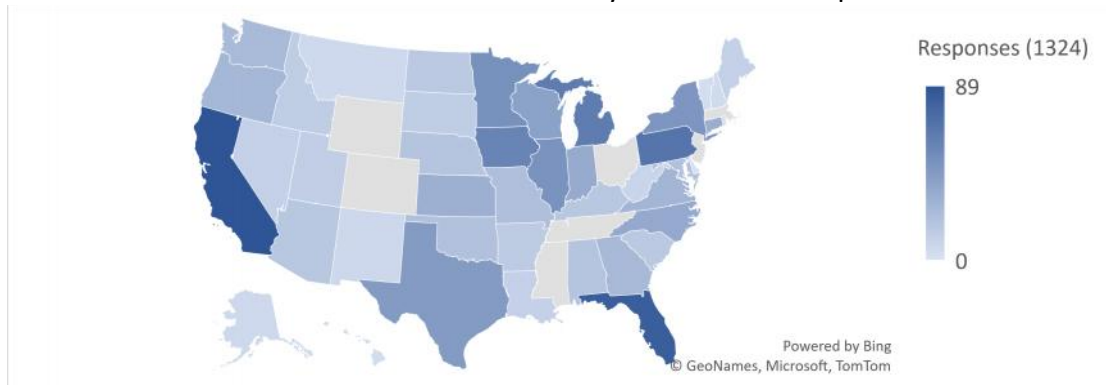 Responses (1324)
89
0
Powered by Bing
© GeoNames, Microsoft, TomTom